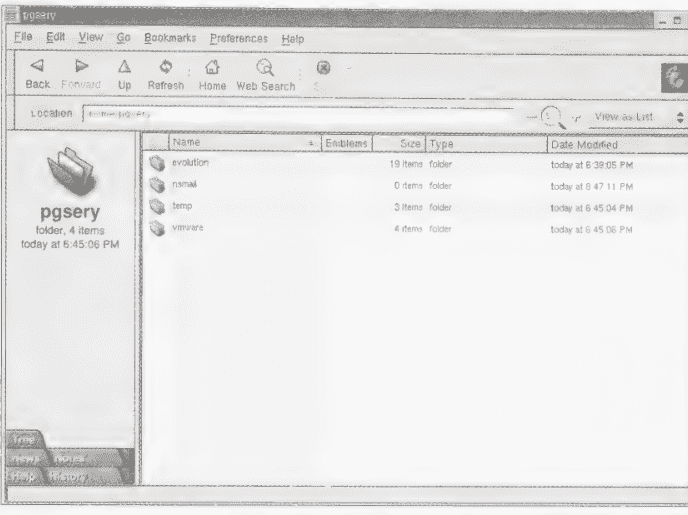 pgsery
File Edit View Go Bookmarks Preferences Help
Back Forward Up Refresh Home Web Search
Location View as List
Name Emblems Size Type Date Modified
evolution 19 items folder today at 6:39:05 PM
nsmail 0 items folder today at 6:47:11 PM
temp 3 items folder today at 6:45:04 PM
vmware 4 items folder today at 6:45:06 PM
pgsery
folder, 4 items
today at 6:45:06 PM
Tree
News
Help History